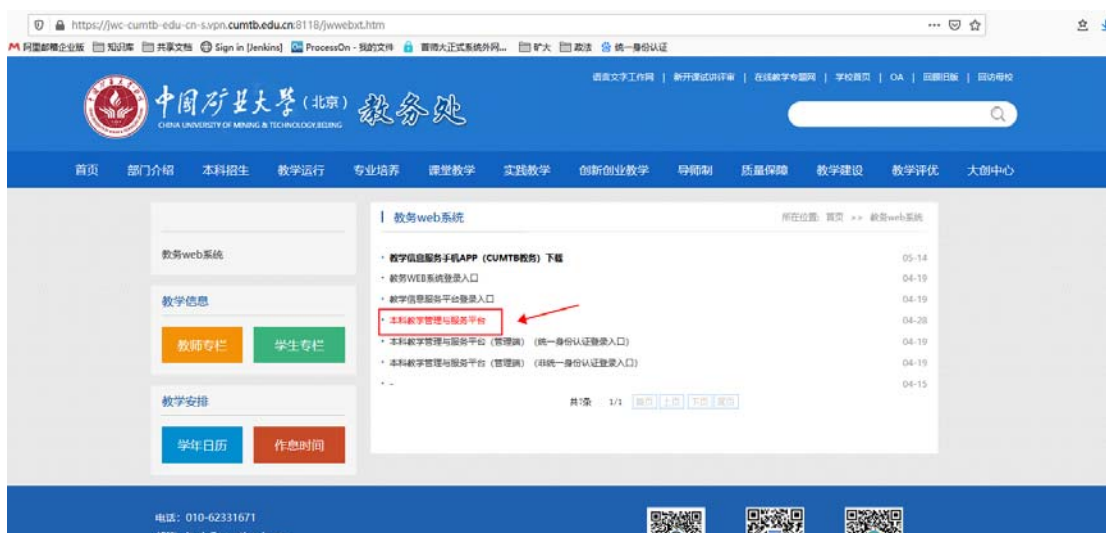 https://jwc-cumtb-edu-cn-s.vpn.cumtb.edu.cn:8118/jwwebxt.htm
阿里邮箱企业版 知识库 共享文档 Sign in [Jenkins] ProcessOn - 我的文件 首师大正式系统外网... 矿大 政法 统一身份认证
语言文字工作网 | 新开课试讲评审 | 在线教学专题网 | 学校首页 | OA | 回顾旧版 | 回访母校
中国矿业大学（北京） 教务处
CHINA UNIVERSITY OF MINING & TECHNOLOGY,BEIJING
首页 部门介绍 本科招生 教学运行 专业培养 课堂教学 实践教学 创新创业教学 导师制 质量保障 教学建设 教学评优 大创中心
教务web系统
所在位置: 首页 >> 教务web系统
教务web系统
· 教学信息服务手机APP（CUMTB教务）下载 05-14
· 教务WEB系统登录入口 04-19
· 教学信息服务平台登录入口 04-19
· 本科教学管理与服务平台 04-28
· 本科教学管理与服务平台（管理端）（统一身份认证登录入口） 04-19
· 本科教学管理与服务平台（管理端）（非统一身份认证登录入口） 04-19
· - 04-15
共7条 1/1 首页 上页 下页 尾页
教学信息
教师专栏 学生专栏
教学安排
学年日历 作息时间
电话：010-62331671